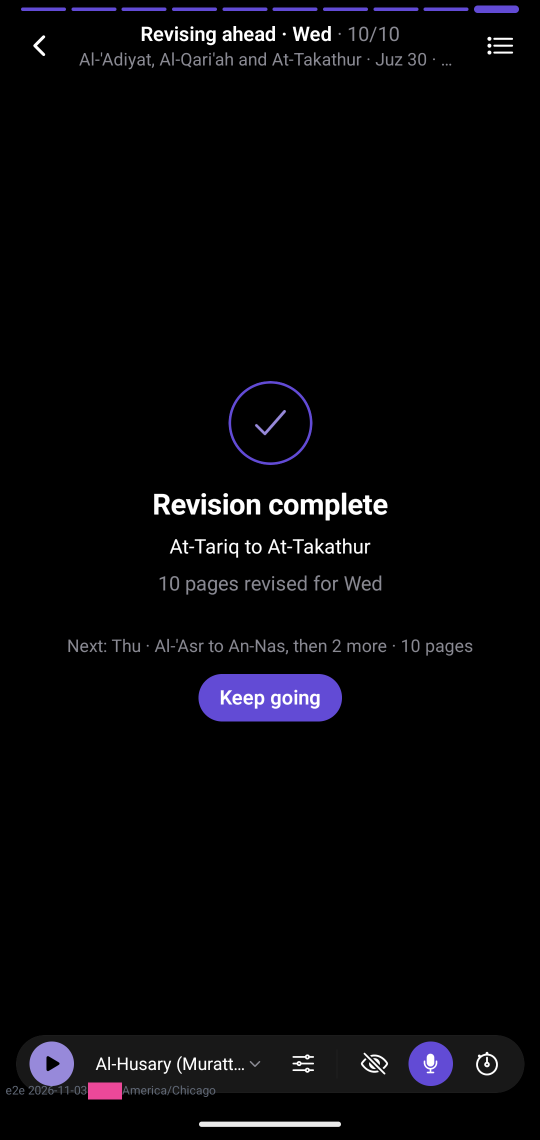 Revising ahead · Wed · 10/10
Al-'Adiyat, Al-Qari'ah and At-Takathur · Juz 30 · ...
Revision complete
At-Tariq to At-Takathur
10 pages revised for Wed
Next: Thu · Al-'Asr to An-Nas, then 2 more · 10 pages
Keep going
Al-Husary (Muratt...
e2e 2026-11-03 America/Chicago